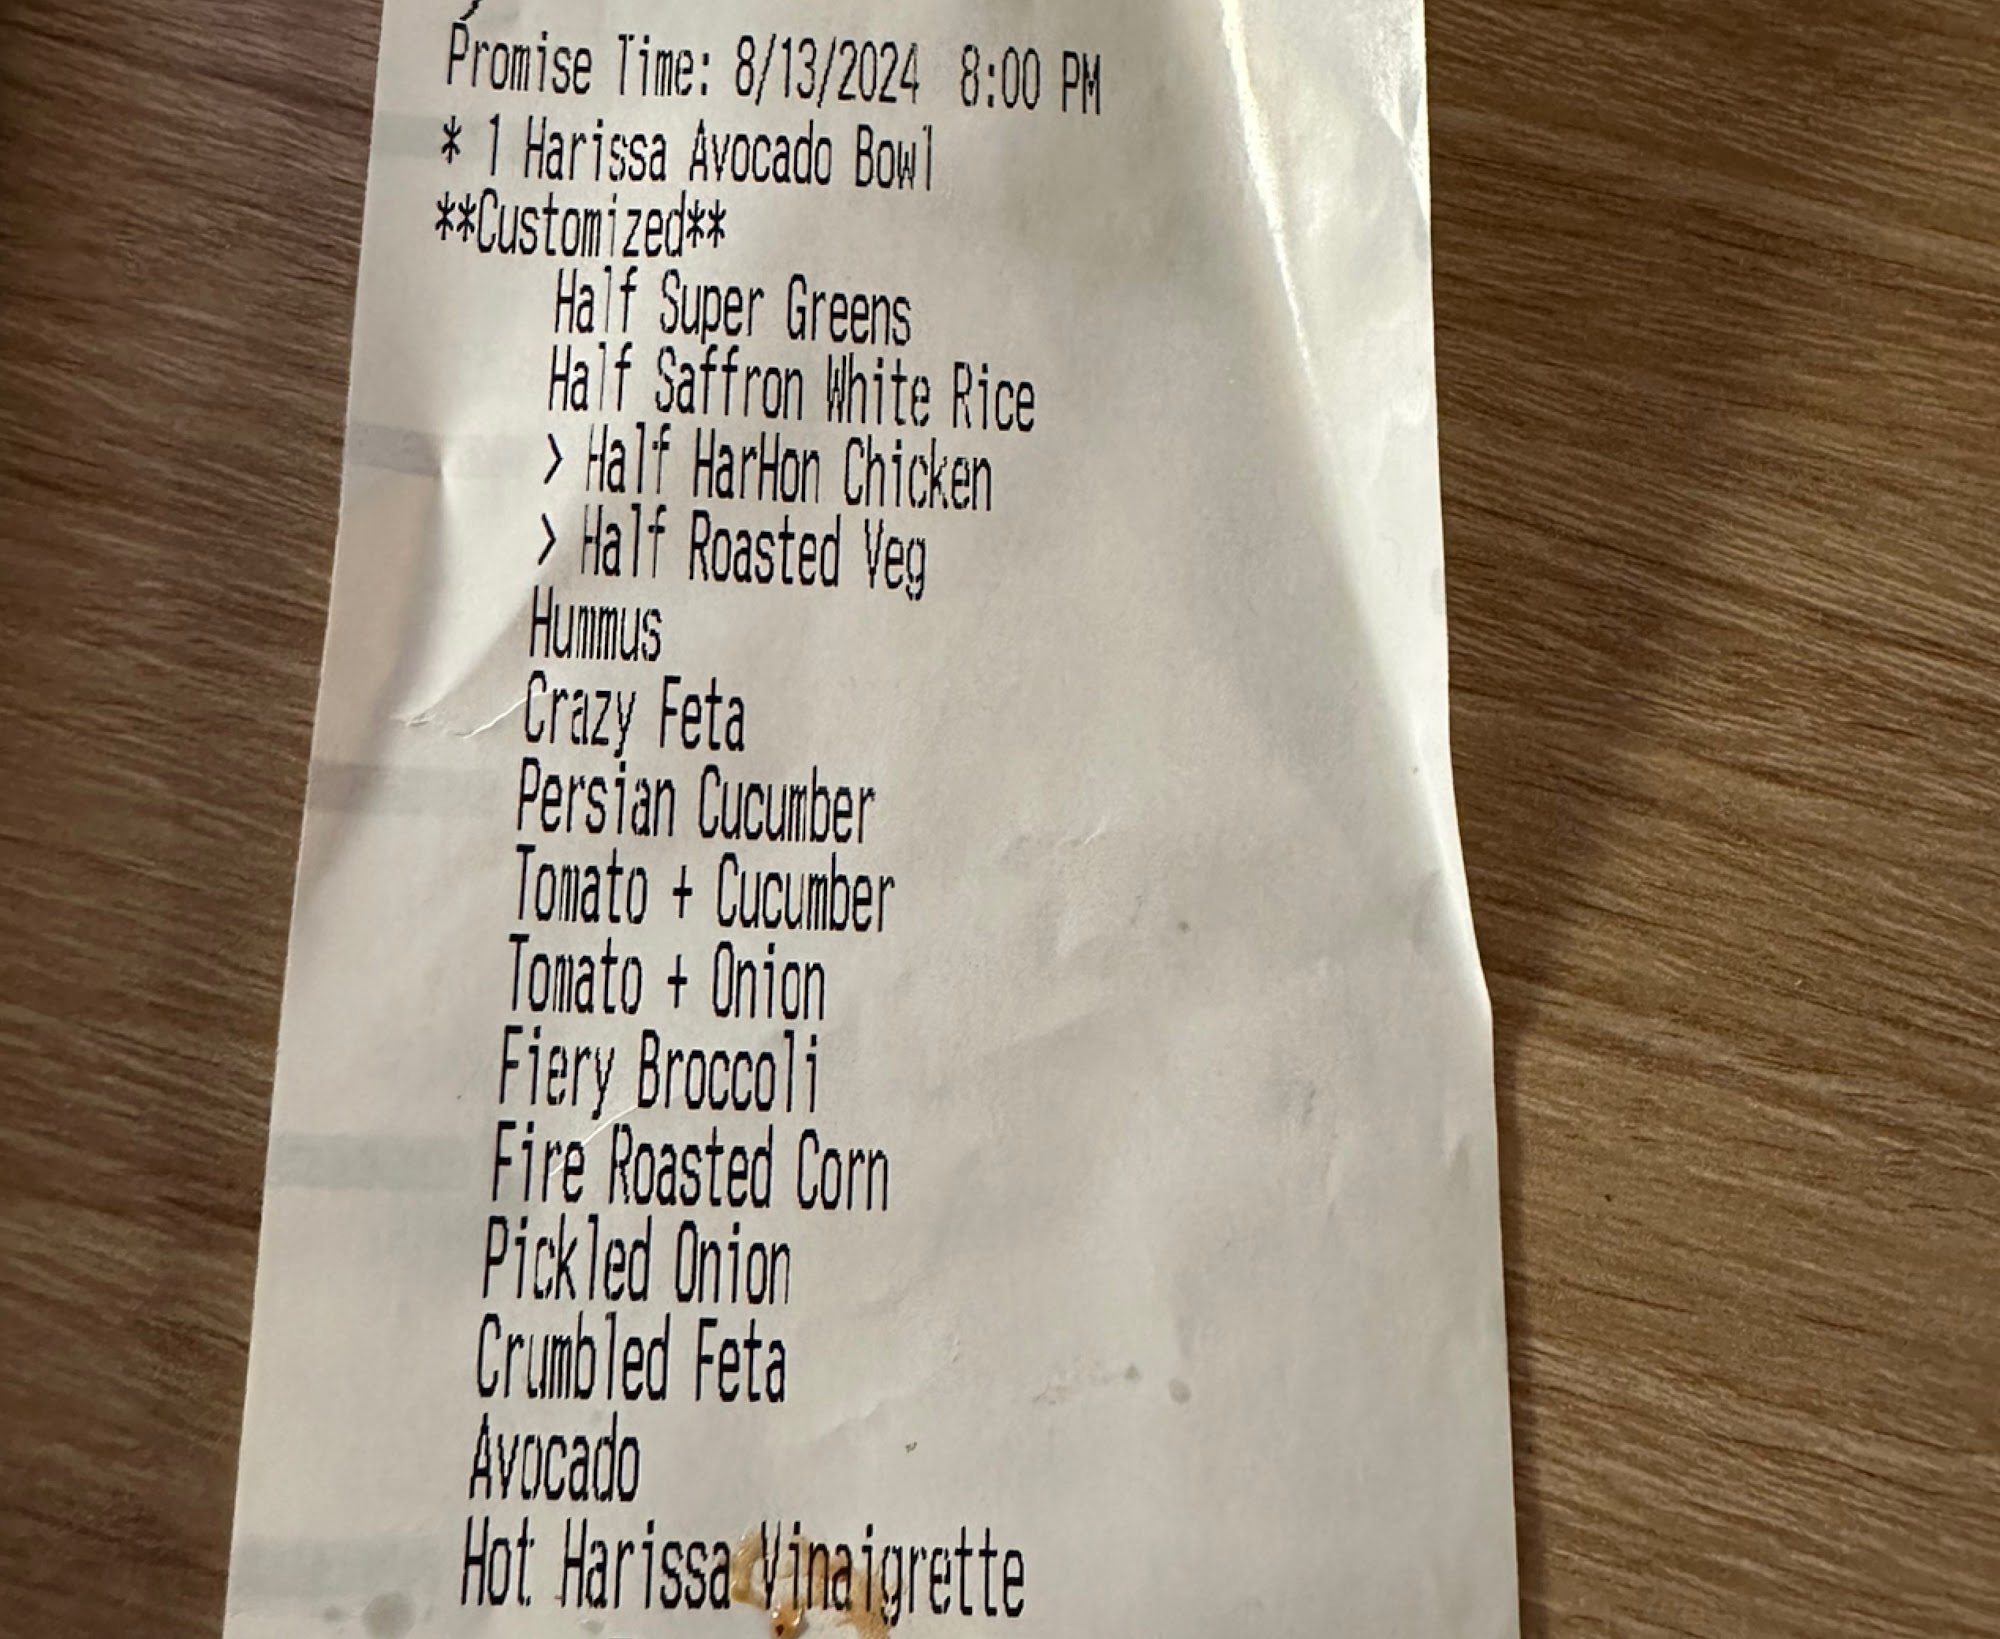 Promise Time: 8/13/2024 8:00 PM
* 1 Harissa Avocado Bowl
**Customized**
Half Super Greens
Half Saffron White Rice
> Half HarHon Chicken
> Half Roasted Veg
Hummus
Crazy Feta
Persian Cucumber
Tomato + Cucumber
Tomato + Onion
Fiery Broccoli
Fire Roasted Corn
Pickled Onion
Crumbled Feta
Avocado
Hot Harissa Vinaigrette